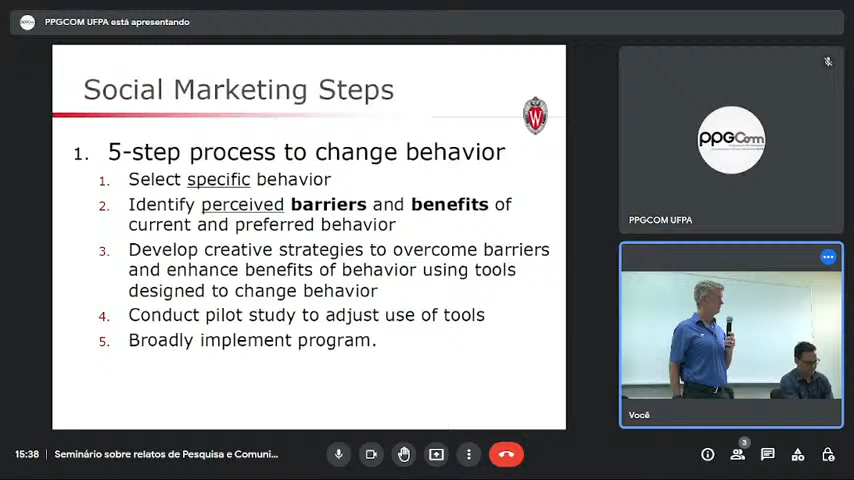 PPGCOM UFPA está apresentando
Social Marketing Steps
W
1. 5-step process to change behavior
1. Select specific behavior
2. Identify perceived barriers and benefits of
current and preferred behavior
3. Develop creative strategies to overcome barriers
and enhance benefits of behavior using tools
designed to change behavior
4. Conduct pilot study to adjust use of tools
5. Broadly implement program.
PPGCom
PPGCOM UFPA
Você
15:38 Seminário sobre relatos de Pesquisa e Comuni...
3